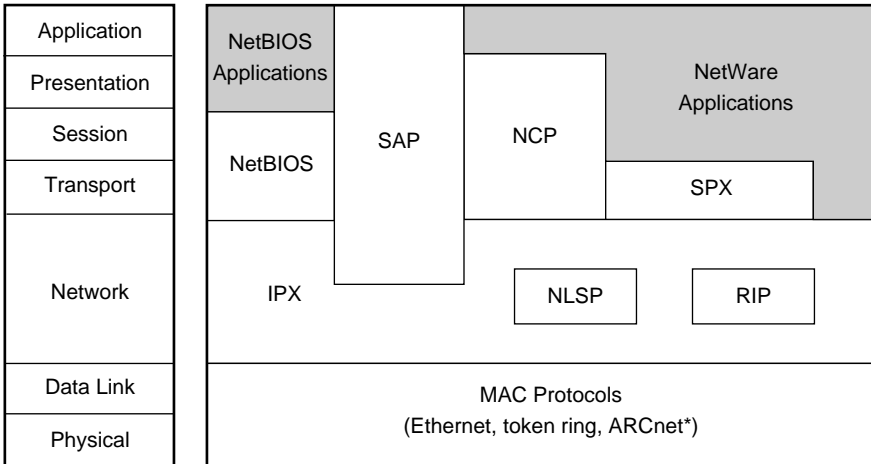 Application
Presentation
Session
Transport
Network
Data Link
Physical
NetBIOS
Applications
NetBIOS
SAP
NCP
NetWare
Applications
SPX
IPX
NLSP
RIP
MAC Protocols
(Ethernet, token ring, ARCnet*)